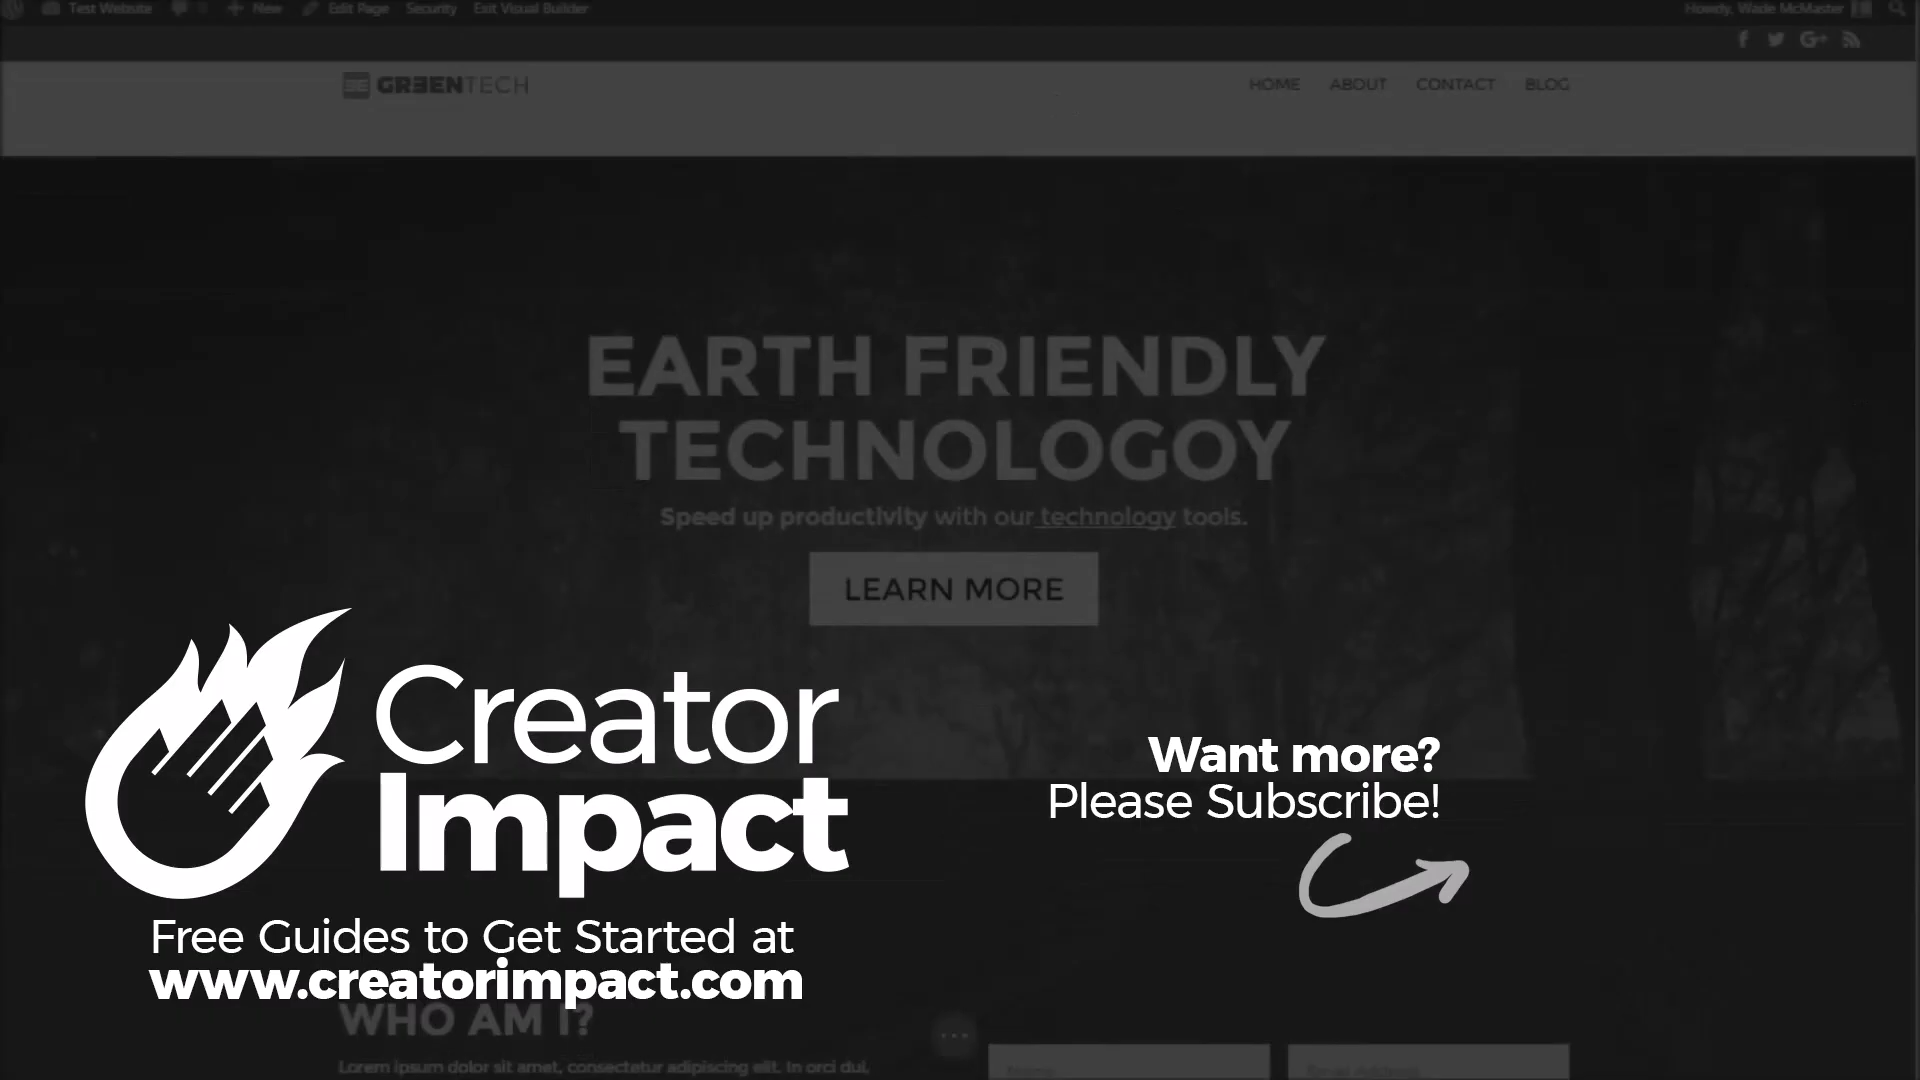 Test Website
New
Edit Page
Security
Exit Visual Builder
Howdy, Wade McMaster
GREENTECH
HOME
ABOUT
CONTACT
BLOG
EARTH FRIENDLY
TECHNOLOGOY
Speed up productivity with our technology tools.
LEARN MORE
Creator
Impact
Free Guides to Get Started at
www.creatorimpact.com
Want more?
Please Subscribe!
WHO AM I?
Lorem ipsum dolor sit amet, consectetur adipiscing elit. In orci dui,
Name
Email Address